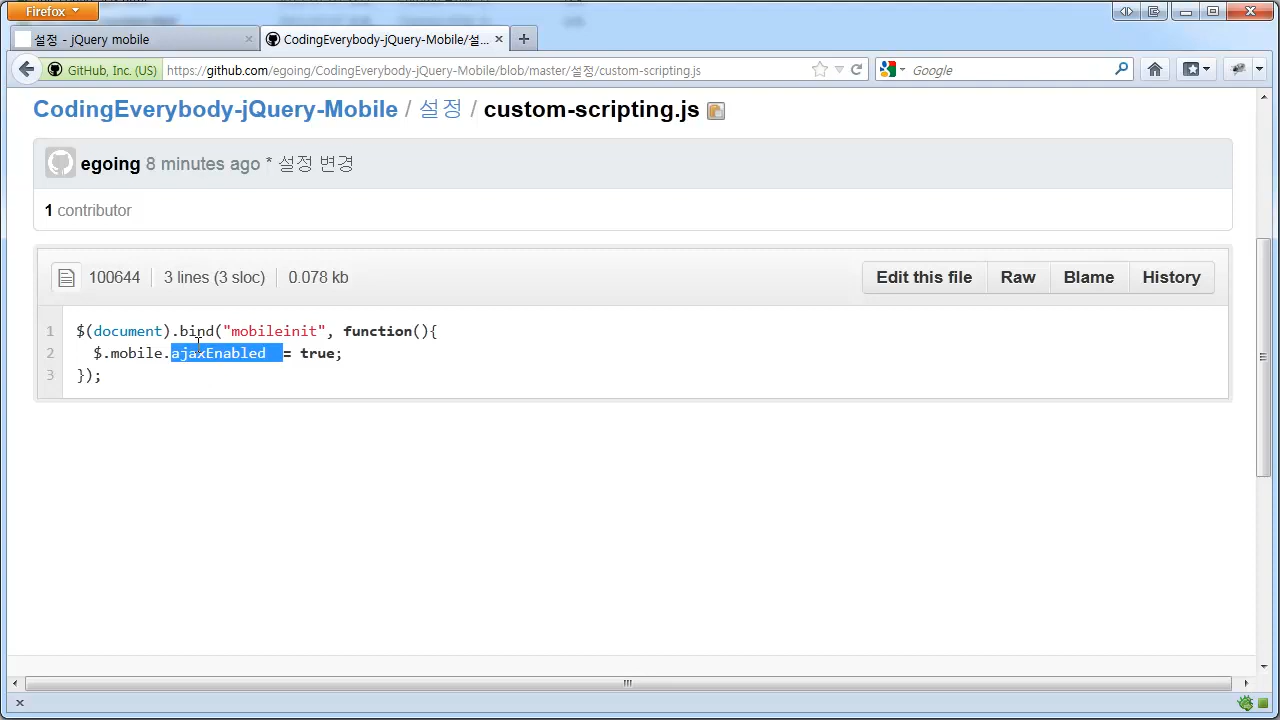 Firefox
설정 - jQuery mobile
CodingEverybody-jQuery-Mobile/설...
GitHub, Inc. (US)
http://github.com/egoing/CodingEverybody-jQuery-Mobile/blob/master/설정/custom-scripting.js
Google
CodingEverybody-jQuery-Mobile / 설정 / custom-scripting.js
egoing 8 minutes ago * 설정 변경
1 contributor
100644 3 lines (3 sloc) 0.078 kb
Edit this file Raw Blame History
1 $(document).bind("mobileinit", function(){
2 $.mobile.ajaxEnabled = true;
3 });